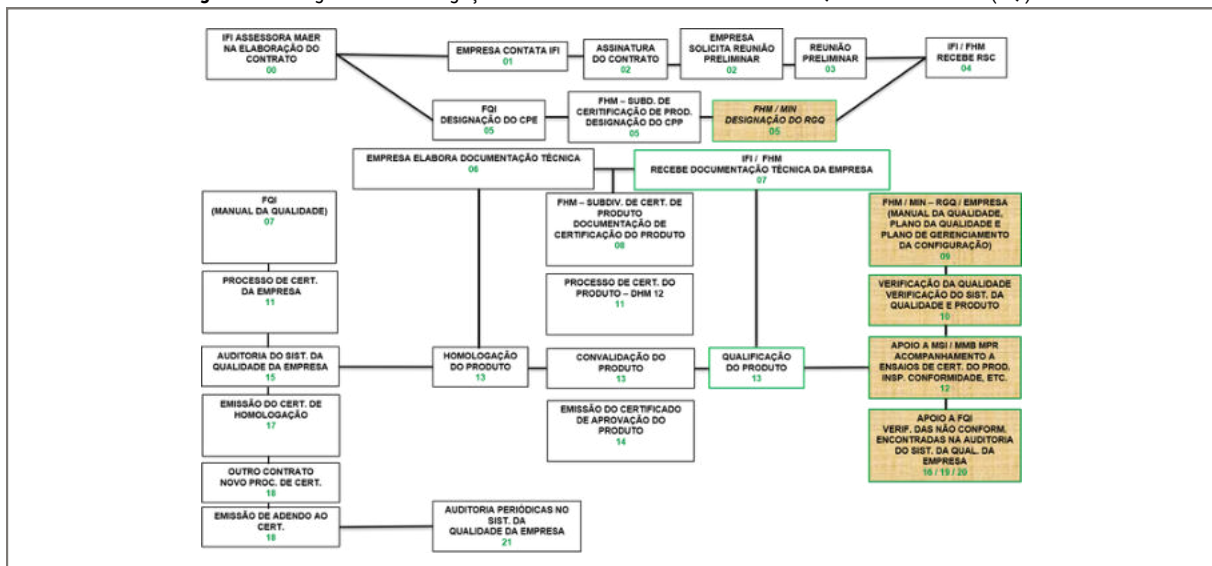 IFI ASSESSORA MAER
NA ELABORAÇÃO DO
CONTRATO
00
EMPRESA CONTATA IFI
01
ASSINATURA
DO CONTRATO
02
EMPRESA
SOLICITA REUNIÃO
PRELIMINAR
02
REUNIÃO
PRELIMINAR
03
IFI / FHM
RECEBE RSC
04
FQI
DESIGNAÇÃO DO CPE
05
FHM – SUBD. DE
CERITIFICAÇÃO DE PROD.
DESIGNAÇÃO DO CPP
05
FHM / MIN
DESIGNAÇÃO DO RGQ
05
EMPRESA ELABORA DOCUMENTAÇÃO TÉCNICA
06
IFI / FHM
RECEBE DOCUMENTAÇÃO TÉCNICA DA EMPRESA
07
FQI
(MANUAL DA QUALIDADE)
07
FHM – SUBDIV. DE CERT. DE
PRODUTO
DOCUMENTAÇÃO DE
CERTIFICAÇÃO DO PRODUTO
08
FHM / MIN – RGQ / EMPRESA
(MANUAL DA QUALIDADE,
PLANO DA QUALIDADE E
PLANO DE GERENCIAMENTO
DA CONFIGURAÇÃO)
09
PROCESSO DE CERT.
DA EMPRESA
11
PROCESSO DE CERT. DO
PRODUTO – DHM 12
11
VERIFICAÇÃO DA QUALIDADE
VERIFICAÇÃO DO SIST. DA
QUALIDADE E PRODUTO
10
AUDITORIA DO SIST. DA
QUALIDADE DA EMPRESA
15
HOMOLOGAÇÃO
DO PRODUTO
13
CONVALIDAÇÃO DO
PRODUTO
13
QUALIFICAÇÃO
DO PRODUTO
13
APOIO A MSI / MMB MPR
ACOMPANHAMENTO A
ENSAIOS DE CERT. DO PROD.
INSP. CONFORMIDADE, ETC.
12
EMISSÃO DO CERT. DE
HOMOLOGAÇÃO
17
EMISSÃO DO CERTIFICADO
DE APROVAÇÃO DO
PRODUTO
14
APOIO A FQI
VERIF. DAS NÃO CONFORM.
ENCONTRADAS NA AUDITORIA
DO SIST. DA QUAL. DA
EMPRESA
16 / 19 / 20
OUTRO CONTRATO
NOVO PROC. DE CERT.
18
EMISSÃO DE ADENDO AO
CERT.
18
AUDITORIA PERIÓDICAS NO
SIST. DA
QUALIDADE DA EMPRESA
21